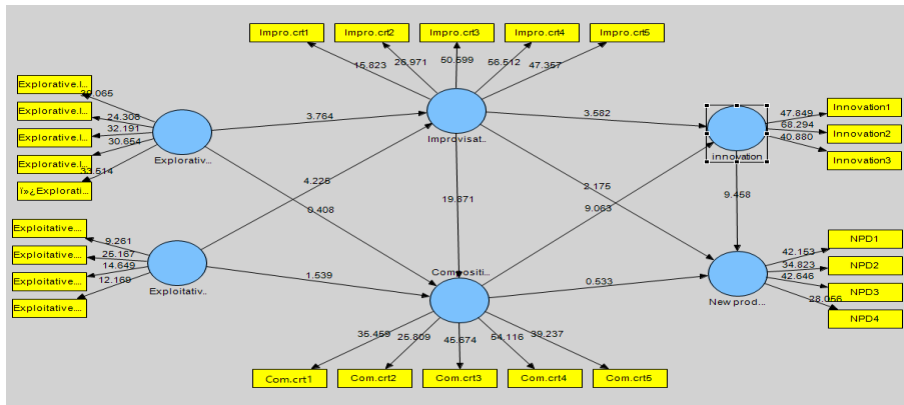 Impro.crt1
Impro.crt2
Impro.crt3
Impro.crt4
Impro.crt5
15.823
26.971
50.599
56.512
47.357
Explorative.I...
Explorative.I...
Explorative.I...
Explorative.I...
ï»¿Explorati...
24.306
32.191
30.654
33.514
Explorativ..
3.764
Improvisat..
3.582
innovation
47.849
68.294
40.880
Innovation1
Innovation2
Innovation3
4.225
0.408
19.871
2.175
9.063
9.458
Exploitative....
Exploitative....
Exploitative....
Exploitative....
9.261
25.167
14.649
12.169
Exploitativ..
1.539
Compositi..
0.533
New prod...
42.153
34.823
42.646
28.056
NPD1
NPD2
NPD3
NPD4
35.459
25.809
45.674
54.116
39.237
Com.crt1
Com.crt2
Com.crt3
Com.crt4
Com.crt5